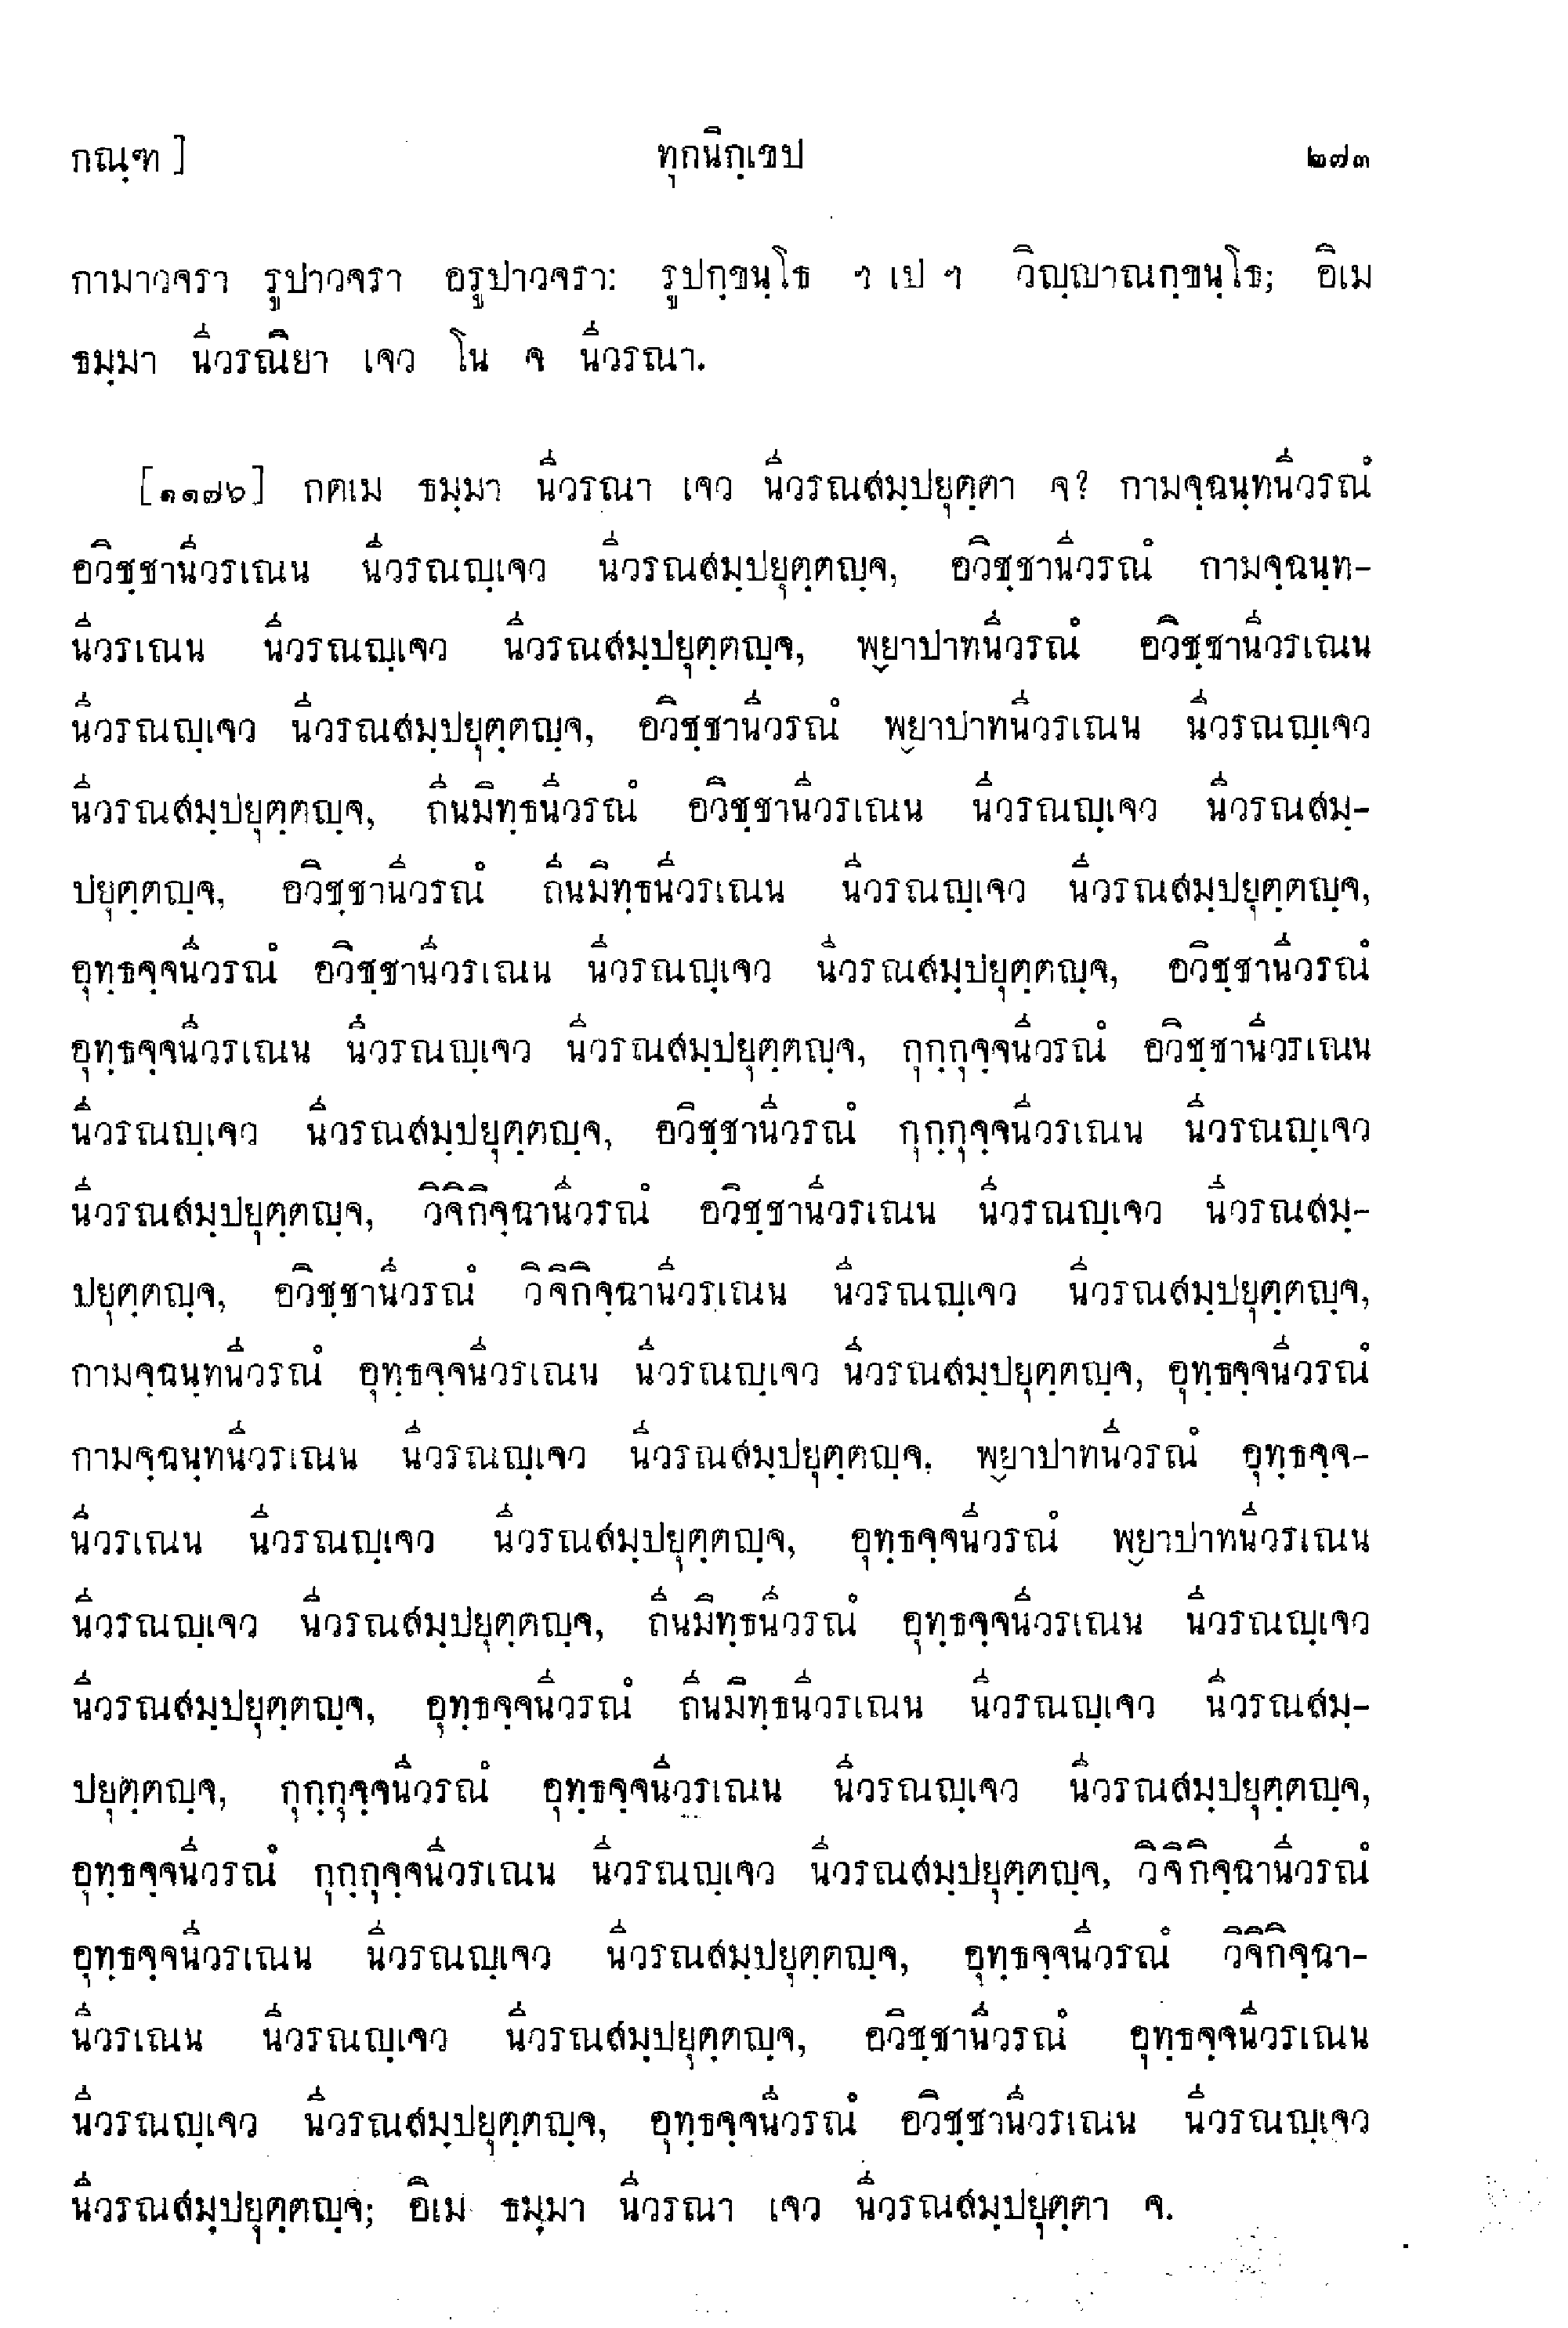 กณฺฑ ] ทุกนิกฺเขป ๒๗๓
กามาวจรา รูปาวจรา อรูปาวจรา: รูปกฺขนฺโธ ฯ เป ฯ วิญฺญาณกฺขนฺโธ; อิเม
ธมฺมา นีวรณิยา เจว โน จ นีวรณา.
[๑๑๗๖] กตเม ธมฺมา นีวรณา เจว นีวรณสมฺปยุตฺตา จ? กามจฺฉนฺทนีวรณํ
อวิชฺชานีวรเณน นีวรณญฺเจว นีวรณสมฺปยุตฺตญฺจ, อวิชฺชานีวรณํ กามจฺฉนฺท-
นีวรเณน นีวรณญฺเจว นีวรณสมฺปยุตฺตญฺจ, พฺยาปาทนีวรณํ อวิชฺชานีวรเณน
นีวรณญฺเจว นีวรณสมฺปยุตฺตญฺจ, อวิชฺชานีวรณํ พฺยาปาทนีวรเณน นีวรณญฺเจว
นีวรณสมฺปยุตฺตญฺจ, ถีนมิทฺธนีวรณํ อวิชฺชานีวรเณน นีวรณญฺเจว นีวรณสมฺ-
ปยุตฺตญฺจ, อวิชฺชานีวรณํ ถีนมิทฺธนีวรเณน นีวรณญฺเจว นีวรณสมฺปยุตฺตญฺจ,
อุทฺธจฺจนีวรณํ อวิชฺชานีวรเณน นีวรณญฺเจว นีวรณสมฺปยุตฺตญฺจ, อวิชฺชานีวรณํ
อุทฺธจฺจนีวรเณน นีวรณญฺเจว นีวรณสมฺปยุตฺตญฺจ, กุกฺกุจฺจนีวรณํ อวิชฺชานีวรเณน
นีวรณญฺเจว นีวรณสมฺปยุตฺตญฺจ, อวิชฺชานีวรณํ กุกฺกุจฺจนีวรเณน นีวรณญฺเจว
นีวรณสมฺปยุตฺตญฺจ, วิจิกิจฺฉานีวรณํ อวิชฺชานีวรเณน นีวรณญฺเจว นีวรณสมฺ-
ปยุตฺตญฺจ, อวิชฺชานีวรณํ วิจิกิจฺฉานีวรเณน นีวรณญฺเจว นีวรณสมฺปยุตฺตญฺจ,
กามจฺฉนฺทนีวรณํ อุทฺธจฺจนีวรเณน นีวรณญฺเจว นีวรณสมฺปยุตฺตญฺจ, อุทฺธจฺจนีวรณํ
กามจฺฉนฺทนีวรเณน นีวรณญฺเจว นีวรณสมฺปยุตฺตญฺจ, พฺยาปาทนีวรณํ อุทฺธจฺจ-
นีวรเณน นีวรณญฺเจว นีวรณสมฺปยุตฺตญฺจ, อุทฺธจฺจนีวรณํ พฺยาปาทนีวรเณน
นีวรณญฺเจว นีวรณสมฺปยุตฺตญฺจ, ถีนมิทฺธนีวรณํ อุทฺธจฺจนีวรเณน นีวรณญฺเจว
นีวรณสมฺปยุตฺตญฺจ, อุทฺธจฺจนีวรณํ ถีนมิทฺธนีวรเณน นีวรณญฺเจว นีวรณสมฺ-
ปยุตฺตญฺจ, กุกฺกุจฺจนีวรณํ อุทฺธจฺจนีวรเณน นีวรณญฺเจว นีวรณสมฺปยุตฺตญฺจ,
อุทฺธจฺจนีวรณํ กุกฺกุจฺจนีวรเณน นีวรณญฺเจว นีวรณสมฺปยุตฺตญฺจ, วิจิกิจฺฉานีวรณํ
อุทฺธจฺจนีวรเณน นีวรณญฺเจว นีวรณสมฺปยุตฺตญฺจ, อุทฺธจฺจนีวรณํ วิจิกิจฺฉา-
นีวรเณน นีวรณญฺเจว นีวรณสมฺปยุตฺตญฺจ, อวิชฺชานีวรณํ อุทฺธจฺจนีวรเณน
นีวรณญฺเจว นีวรณสมฺปยุตฺตญฺจ, อุทฺธจฺจนีวรณํ อวิชฺชานีวรเณน นีวรณญฺเจว
นีวรณสมฺปยุตฺตญฺจ; อิเม ธมฺมา นีวรณา เจว นีวรณสมฺปยุตฺตา จ.